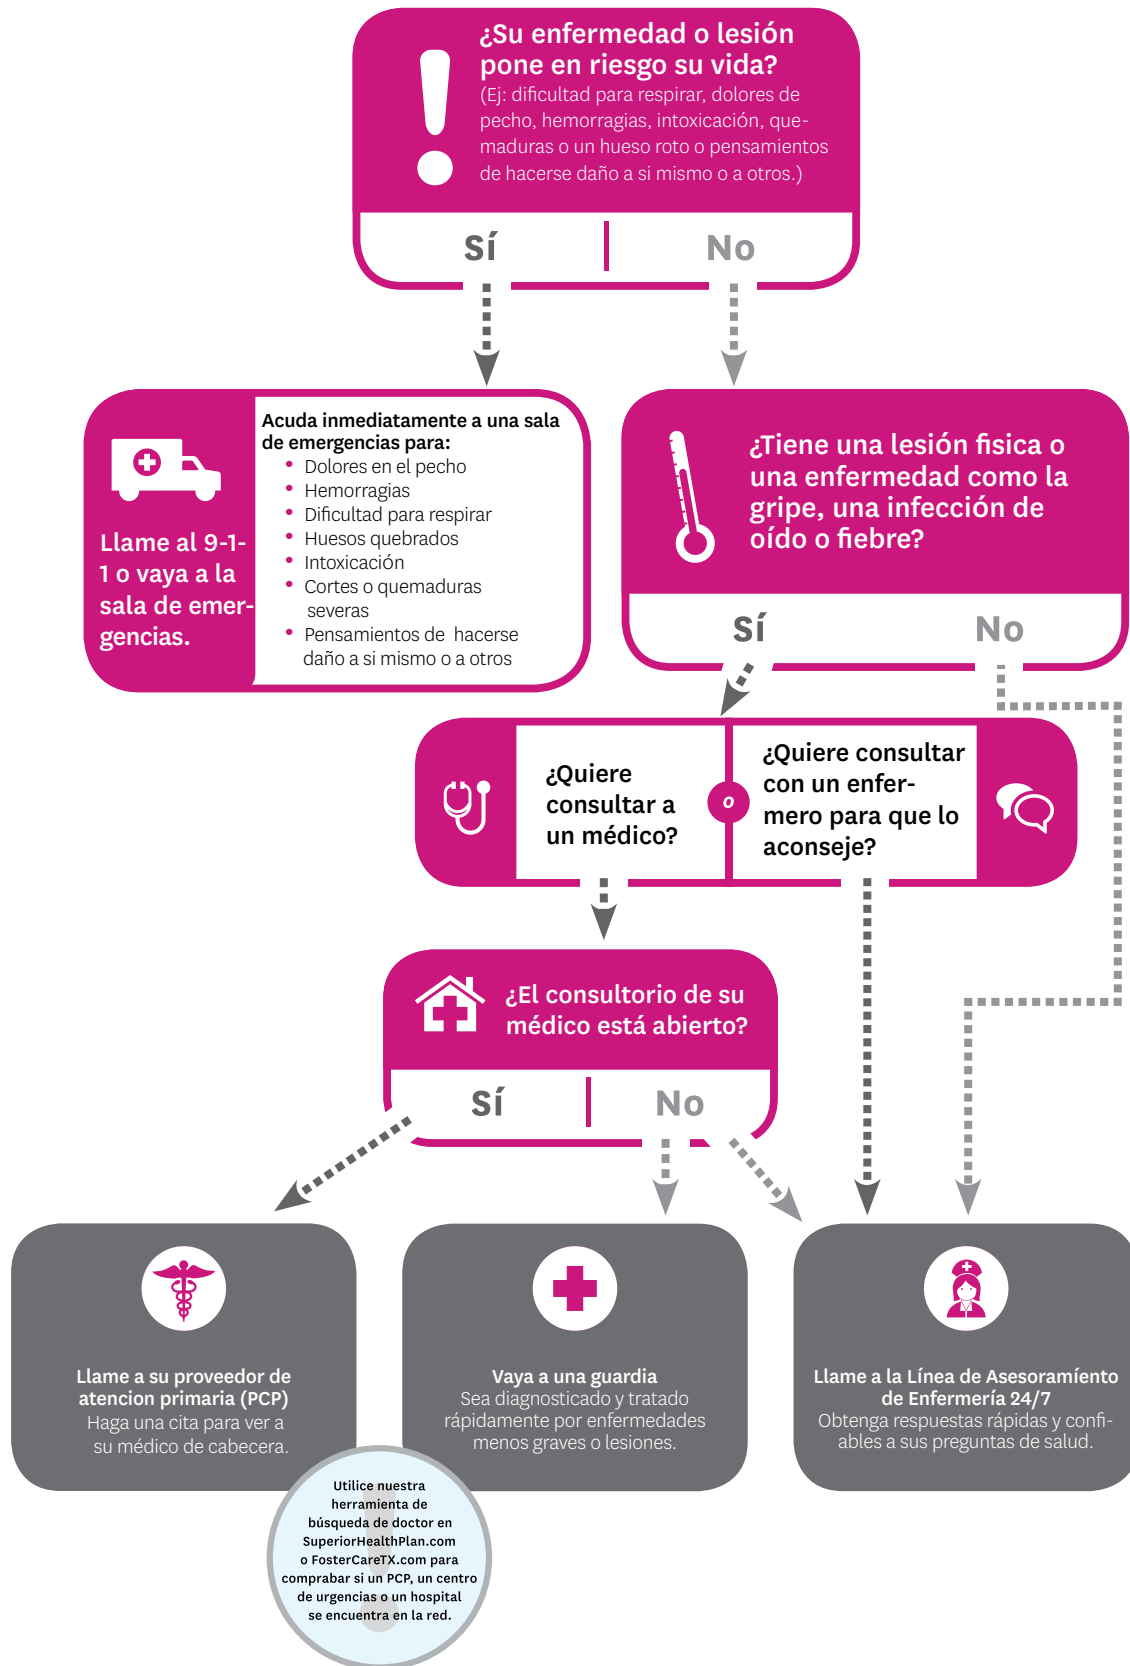 ¿Su enfermedad o lesión
pone en riesgo su vida?
(Ej: dificultad para respirar, dolores de
pecho, hemorragias, intoxicación, que-
maduras o un hueso roto o pensamientos
de hacerse daño a si mismo o a otros.)
Sí
No
Llame al 9-1-
1 o vaya a la
sala de emer-
gencias.
Acuda inmediatamente a una sala
de emergencias para:
• Dolores en el pecho
• Hemorragias
• Dificultad para respirar
• Huesos quebrados
• Intoxicación
• Cortes o quemaduras
severas
• Pensamientos de hacerse
daño a si mismo o a otros
¿Tiene una lesión fisica o
una enfermedad como la
gripe, una infección de
oído o fiebre?
Sí
No
¿Quiere
consultar a
un médico?
o
¿Quiere consultar
con un enfer-
mero para que lo
aconseje?
¿El consultorio de su
médico está abierto?
Sí
No
Llame a su proveedor de
atencion primaria (PCP)
Haga una cita para ver a
su médico de cabecera.
Vaya a una guardia
Sea diagnosticado y tratado
rápidamente por enfermedades
menos graves o lesiones.
Llame a la Línea de Asesoramíento
de Enfermería 24/7
Obtenga respuestas rápidas y confi-
ables a sus preguntas de salud.
Utilice nuestra
herramienta de
búsqueda de doctor en
SuperiorHealthPlan.com
o FosterCareTX.com para
comprabar si un PCP, un centro
de urgencias o un hospital
se encuentra en la red.